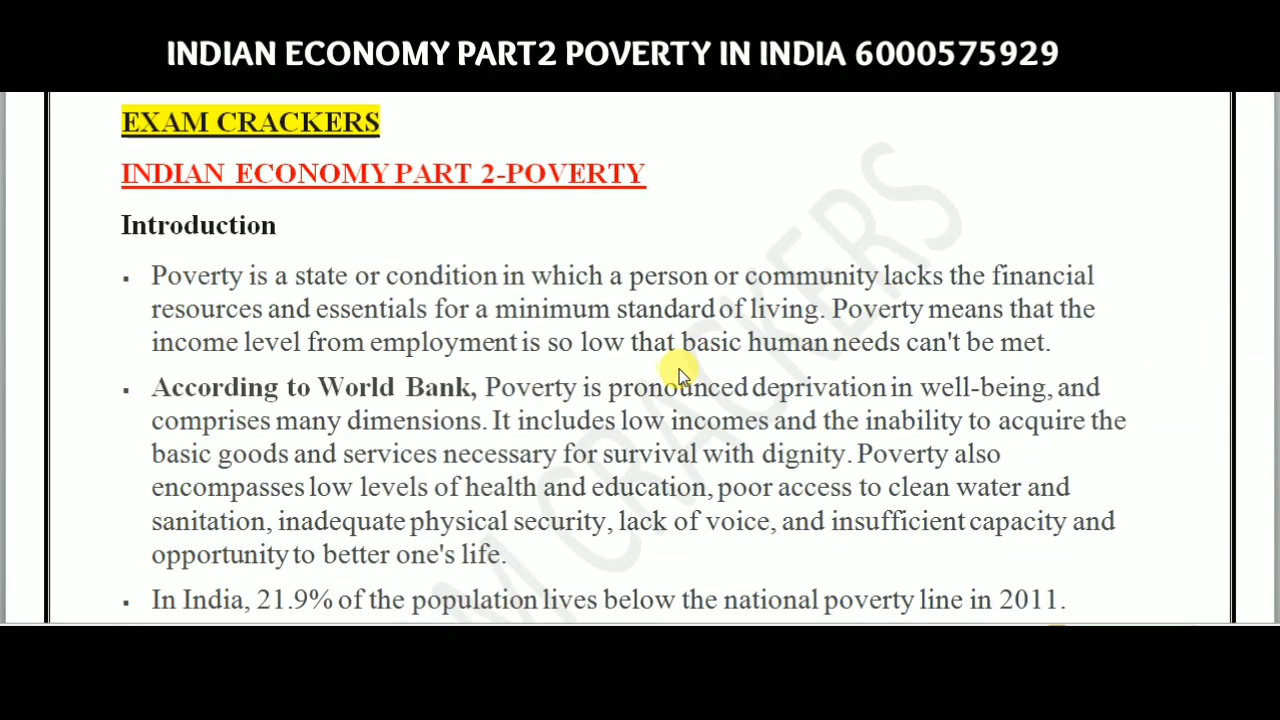 INDIAN ECONOMY PART2 POVERTY IN INDIA 6000575929
EXAM CRACKERS
INDIAN ECONOMY PART 2-POVERTY
Introduction
▪ Poverty is a state or condition in which a person or community lacks the financial
resources and essentials for a minimum standard of living. Poverty means that the
income level from employment is so low that basic human needs can't be met.
▪ According to World Bank, Poverty is pronounced deprivation in well-being, and
comprises many dimensions. It includes low incomes and the inability to acquire the
basic goods and services necessary for survival with dignity. Poverty also
encompasses low levels of health and education, poor access to clean water and
sanitation, inadequate physical security, lack of voice, and insufficient capacity and
opportunity to better one's life.
▪ In India, 21.9% of the population lives below the national poverty line in 2011.
M CRACKERS